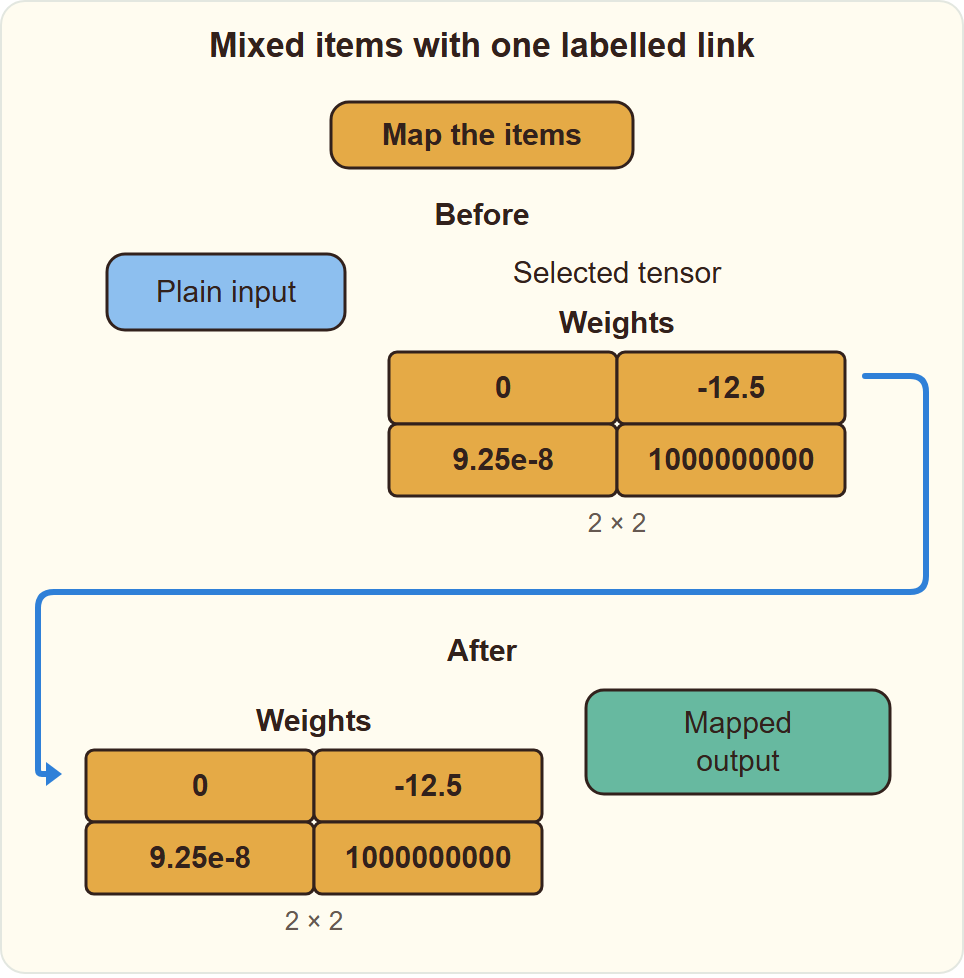 Mixed items with one labelled link
Map the items
Before
Plain input
Selected tensor
Weights
0 -12.5
9.25e-8 1000000000
2 × 2
After
Weights
0 -12.5
9.25e-8 1000000000
2 × 2
Mapped
output